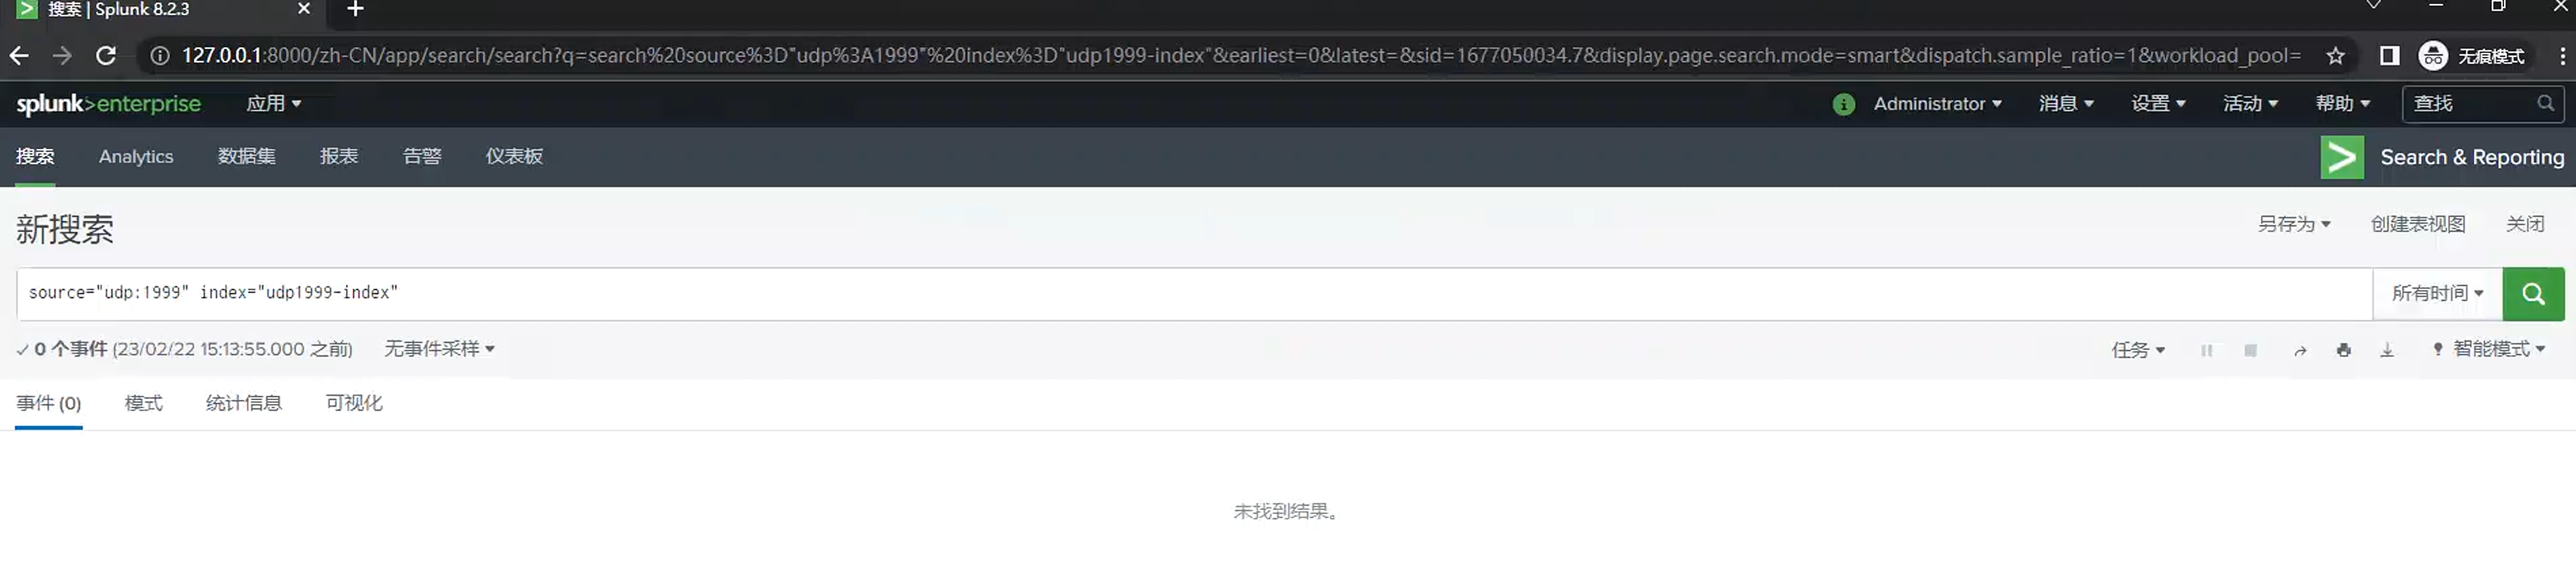 搜索 | Splunk 8.2.3
127.0.0.1:8000/zh-CN/app/search/search?q=search%20source%3D"udp%3A1999"%20index%3D"udp1999-index"&earliest=0&latest=&sid=1677050034.7&display.page.search.mode=smart&dispatch.sample_ratio=1&workload_pool=
无痕模式
splunk>enterprise 应用 Administrator 消息 设置 活动 帮助 查找
搜索 Analytics 数据集 报表 告警 仪表板 Search & Reporting
新搜索 另存为 创建表视图 关闭
source="udp:1999" index="udp1999-index" 所有时间
0 个事件 (23/02/22 15:13:55.000 之前) 无事件采样 任务 智能模式
事件 (0) 模式 统计信息 可视化
未找到结果。